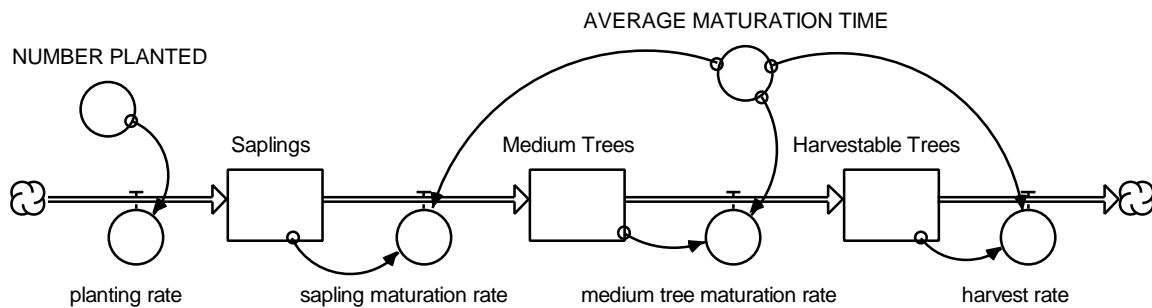 AVERAGE MATURATION TIME
NUMBER PLANTED
Saplings
Medium Trees
Harvestable Trees
planting rate
sapling maturation rate
medium tree maturation rate
harvest rate